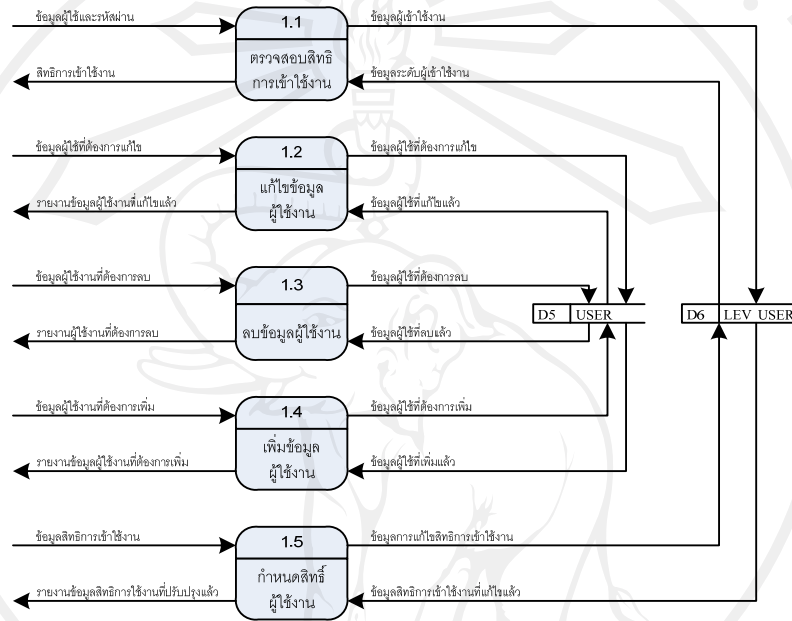 ข้อมูลผู้ใช้และรหัสผ่าน
1.1
ข้อมูลผู้เข้าใช้งาน
ตรวจสอบสิทธิ
การเข้าใช้งาน
สิทธิการเข้าใช้งาน
ข้อมูลระดับผู้เข้าใช้งาน
ข้อมูลผู้ใช้ที่ต้องการแก้ไข
1.2
ข้อมูลผู้ใช้ที่ต้องการแก้ไข
แก้ไขข้อมูล
ผู้ใช้งาน
รายงานข้อมูลผู้ใช้งานที่แก้ไขแล้ว
ข้อมูลผู้ใช้ที่แก้ไขแล้ว
ข้อมูลผู้ใช้งานที่ต้องการลบ
1.3
ข้อมูลผู้ใช้ที่ต้องการลบ
ลบข้อมูลผู้ใช้งาน
รายงานผู้ใช้งานที่ต้องการลบ
ข้อมูลผู้ใช้ที่ลบแล้ว
D5 USER
D6 LEV USER
ข้อมูลผู้ใช้งานที่ต้องการเพิ่ม
1.4
ข้อมูลผู้ใช้ที่ต้องการเพิ่ม
เพิ่มข้อมูล
ผู้ใช้งาน
รายงานข้อมูลผู้ใช้งานที่ต้องการเพิ่ม
ข้อมูลผู้ใช้ที่เพิ่มแล้ว
ข้อมูลสิทธิการเข้าใช้งาน
1.5
ข้อมูลการแก้ไขสิทธิการเข้าใช้งาน
กำหนดสิทธิ์
ผู้ใช้งาน
รายงานข้อมูลสิทธิการใช้งานที่ปรับปรุงแล้ว
ข้อมูลสิทธิการเข้าใช้งานที่แก้ไขแล้ว